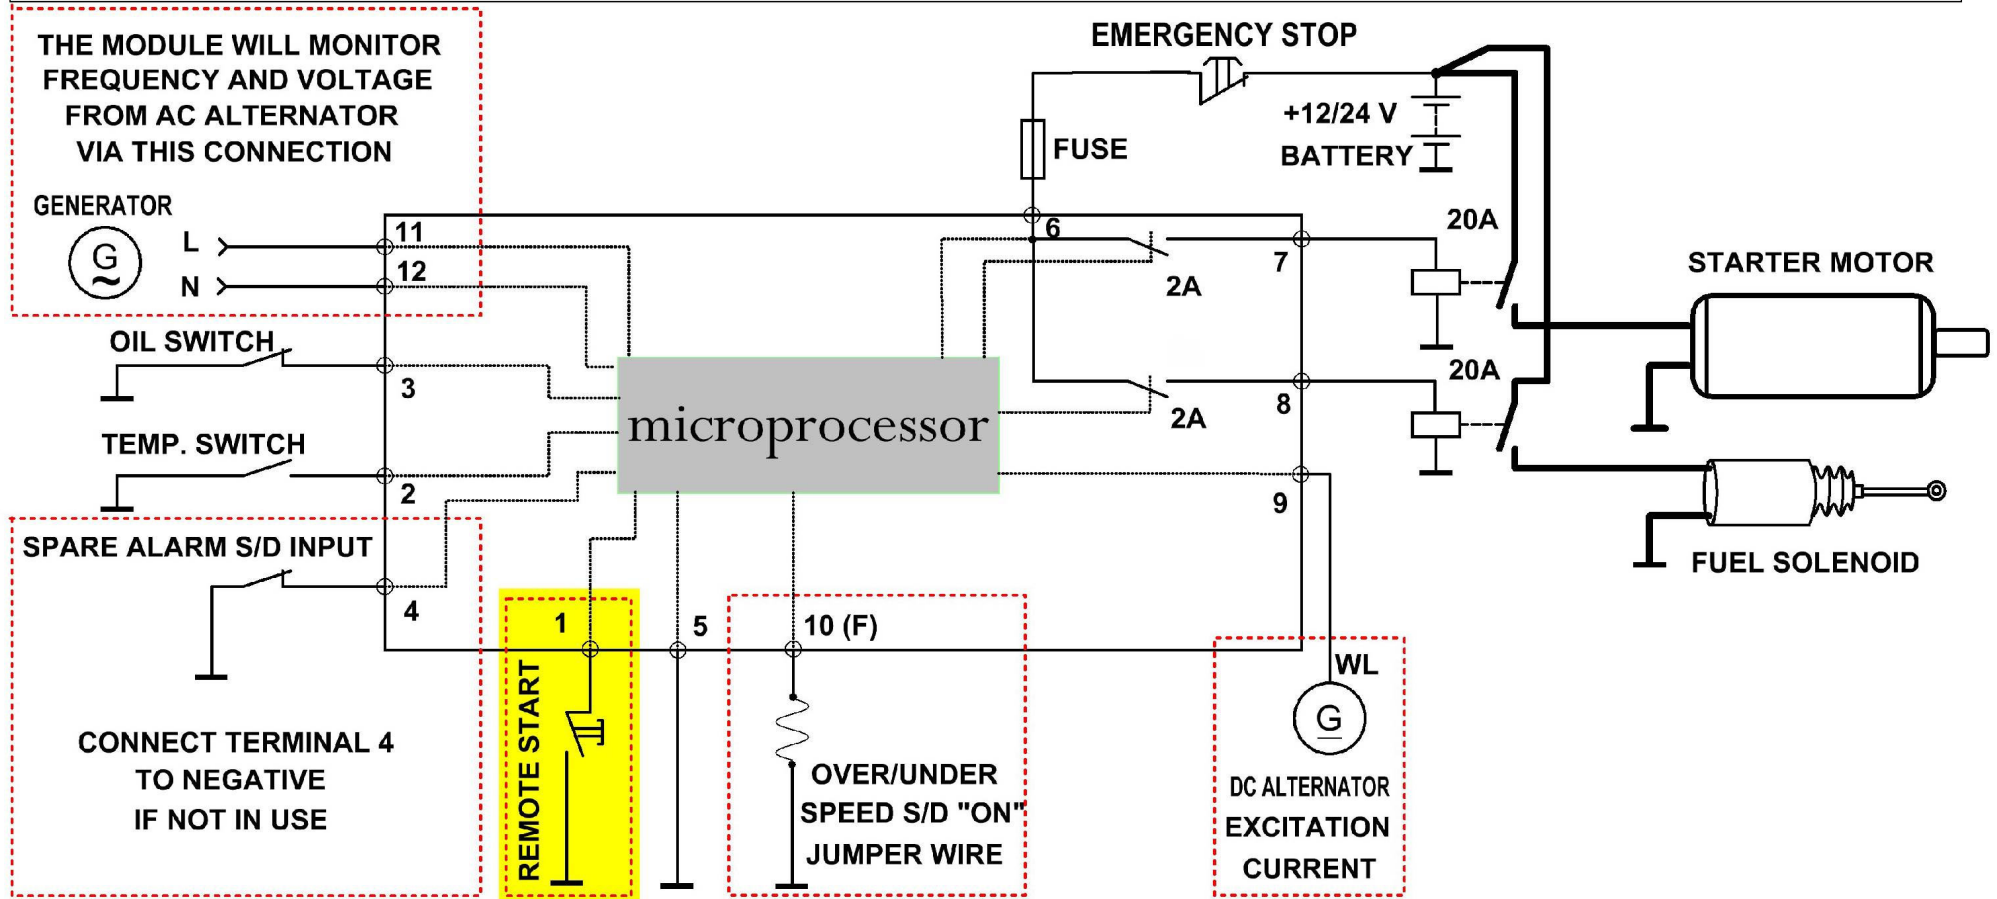 THE MODULE WILL MONITOR
FREQUENCY AND VOLTAGE
FROM AC ALTERNATOR
VIA THIS CONNECTION
GENERATOR
G
L
N
11
12
OIL SWITCH
3
TEMP. SWITCH
2
SPARE ALARM S/D INPUT
4
CONNECT TERMINAL 4
TO NEGATIVE
IF NOT IN USE
microprocessor
EMERGENCY STOP
FUSE
+12/24 V
BATTERY
6
7
2A
20A
STARTER MOTOR
8
2A
20A
9
FUEL SOLENOID
1
REMOTE START
5
10 (F)
OVER/UNDER
SPEED S/D "ON"
JUMPER WIRE
WL
G
DC ALTERNATOR
EXCITATION
CURRENT